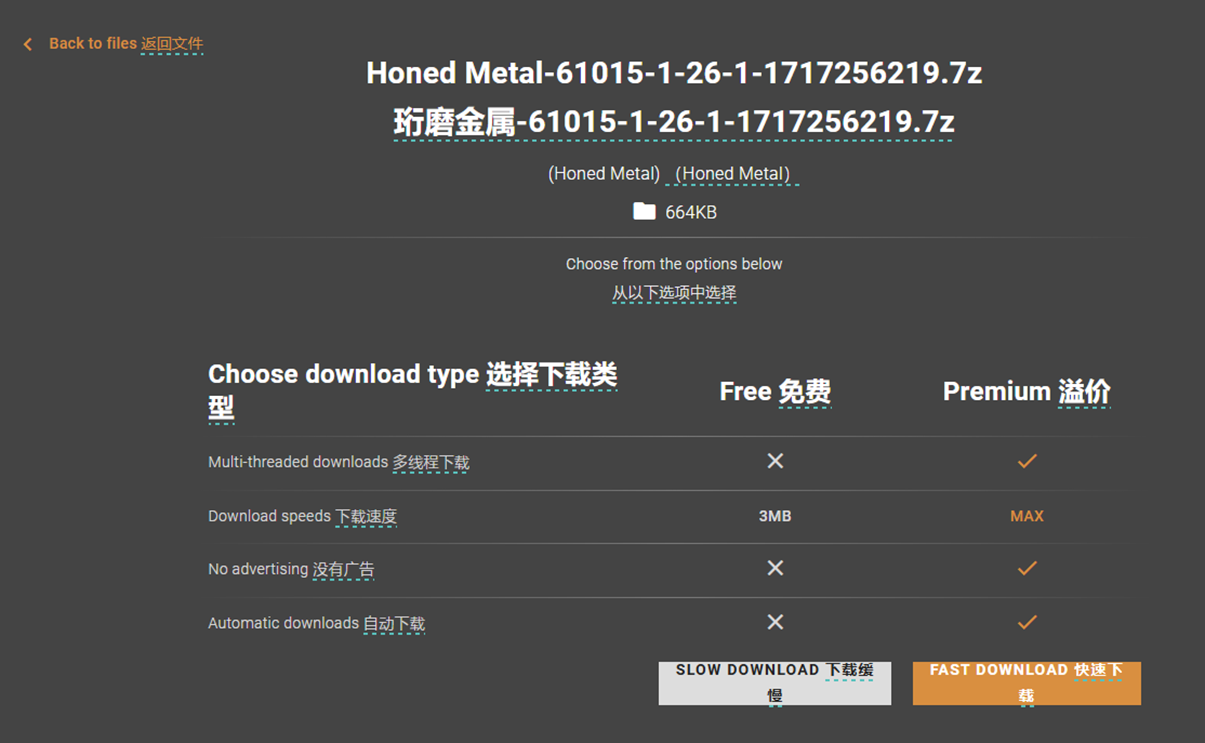 Back to files 返回文件
Honed Metal-61015-1-26-1-1717256219.7z
珩磨金属-61015-1-26-1-1717256219.7z
(Honed Metal) （Honed Metal）
664KB
Choose from the options below
从以下选项中选择
Choose download type 选择下载类
型
Free 免费
Premium 溢价
Multi-threaded downloads 多线程下载
Download speeds 下载速度
3MB
MAX
No advertising 没有广告
Automatic downloads 自动下载
SLOW DOWNLOAD 下载缓
慢
FAST DOWNLOAD 快速下
载